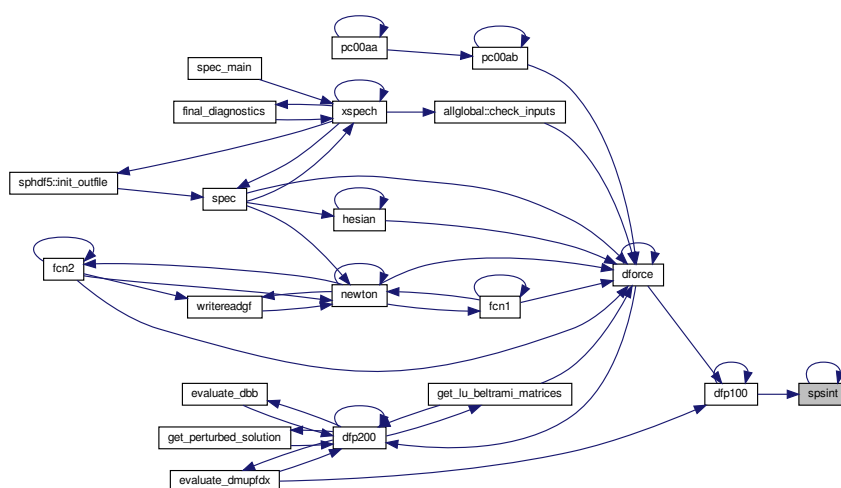 pc00aa
pc00ab
spec_main
final_diagnostics
xspech
allglobal::check_inputs
sphdf5::init_outfile
spec
hesian
fcn2
dforce
newton
writereadgf
fcn1
evaluate_dbb
get_lu_beltrami_matrices
dfp100
spsint
get_perturbed_solution
dfp200
evaluate_dmupfdx